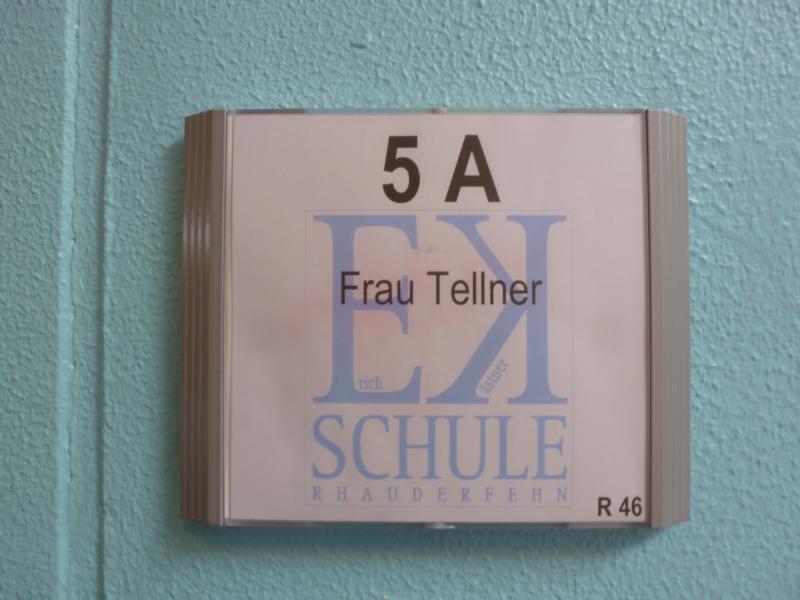 5 A
EK
Frau Tellner
rich ästner
SCHULE
RHAUDERFEHN
R 46